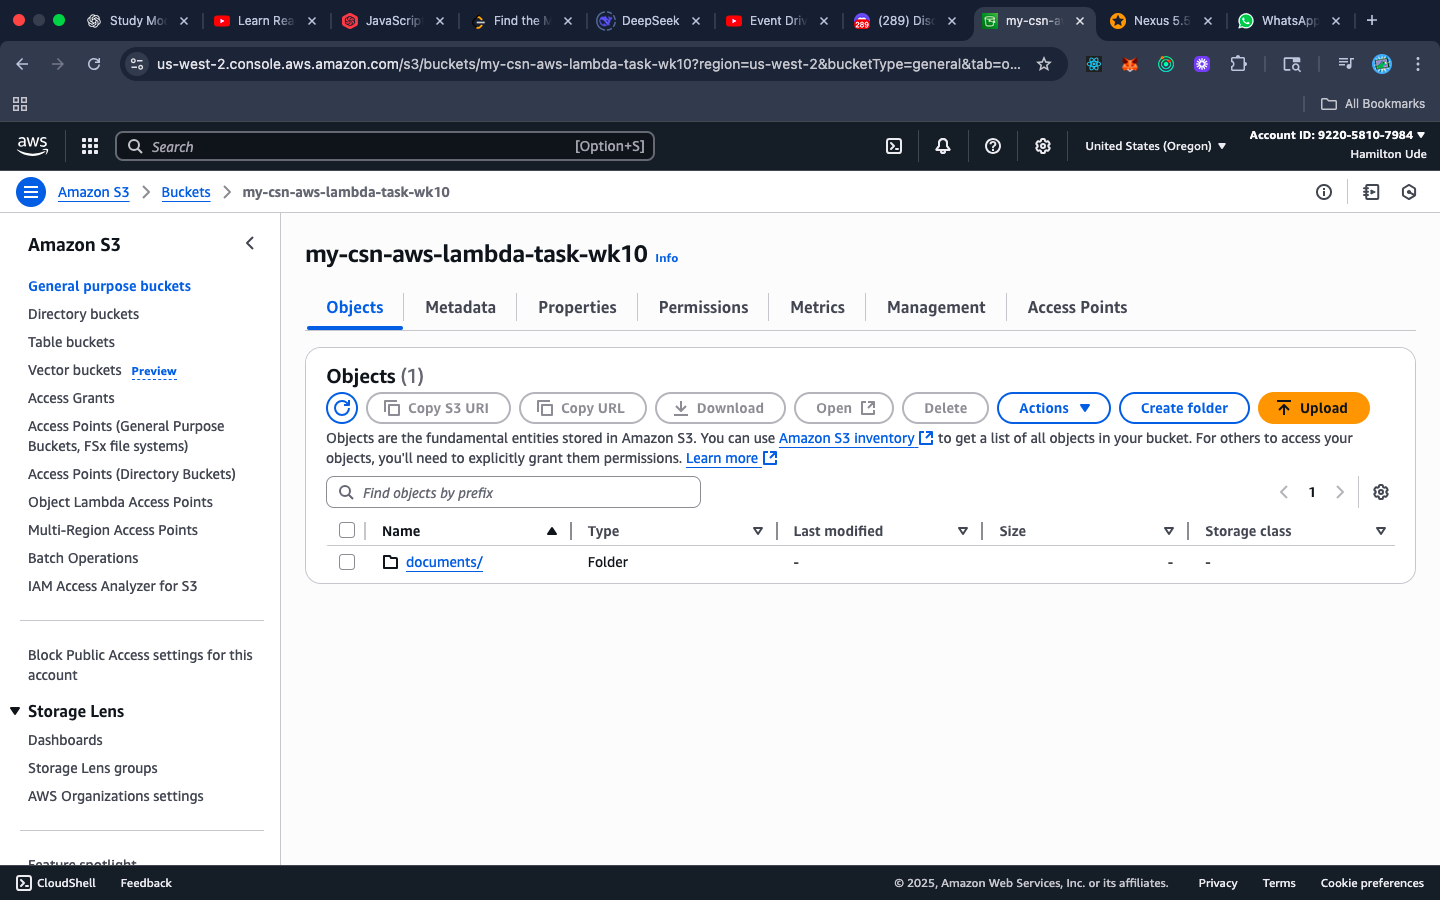 Study Mo
Learn Rea
JavaScrip
Find the M
DeepSeek
Event Driv
289
(289) Disc
my-csn-a
Nexus 5.5
WhatsApp
us-west-2.console.aws.amazon.com/s3/buckets/my-csn-aws-lambda-task-wk10?region=us-west-2&bucketType=general&tab=o...
All Bookmarks
aws
Search
[Option+S]
United States (Oregon)
Account ID: 9220-5810-7984
Hamilton Ude
Amazon S3
Buckets
my-csn-aws-lambda-task-wk10
Amazon S3
General purpose buckets
Directory buckets
Table buckets
Vector buckets Preview
Access Grants
Access Points (General Purpose
Buckets, FSx file systems)
Access Points (Directory Buckets)
Object Lambda Access Points
Multi-Region Access Points
Batch Operations
IAM Access Analyzer for S3
Block Public Access settings for this
account
Storage Lens
Dashboards
Storage Lens groups
AWS Organizations settings
Feature spotlight
my-csn-aws-lambda-task-wk10 Info
Objects
Metadata
Properties
Permissions
Metrics
Management
Access Points
Objects (1)
Copy S3 URI
Copy URL
Download
Open
Delete
Actions
Create folder
Upload
Objects are the fundamental entities stored in Amazon S3. You can use Amazon S3 inventory to get a list of all objects in your bucket. For others to access your
objects, you'll need to explicitly grant them permissions. Learn more
Find objects by prefix
1
Name
Type
Last modified
Size
Storage class
documents/
Folder
-
-
-
CloudShell
Feedback
© 2025, Amazon Web Services, Inc. or its affiliates.
Privacy
Terms
Cookie preferences